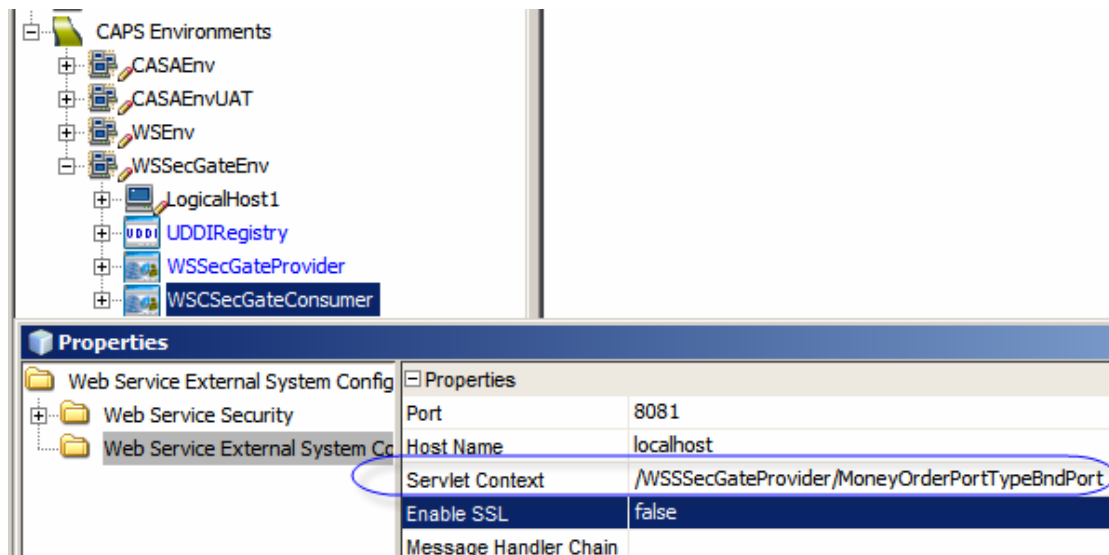 CAPS Environments
CASAEnv
CASAEnvUAT
WSEnv
WSSecGateEnv
LogicalHost1
UDDI UDDIRegistry
WSSecGateProvider
WSCSecGateConsumer
Properties
Web Service External System Config
Web Service Security
Web Service External System Co
Properties
Port 8081
Host Name localhost
Servlet Context /WSSSecGateProvider/MoneyOrderPortTypeBndPort
Enable SSL false
Message Handler Chain